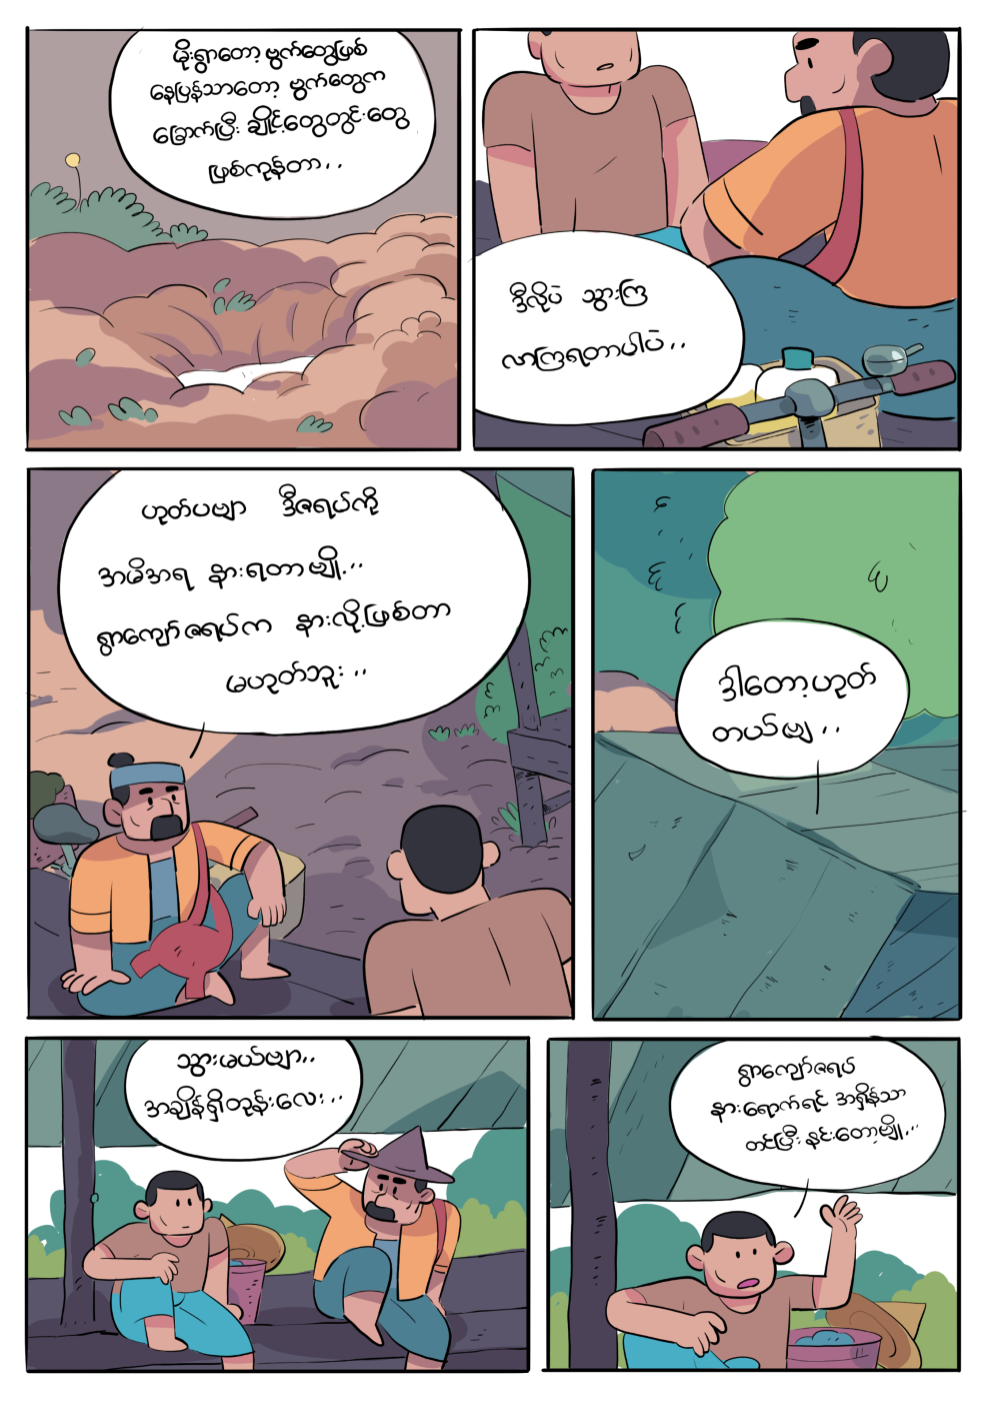 မိုးရွာတော့ ဗွက်တွေဖြစ်
နေပြန်သာတော့ ဗွက်တွေက
ခြောက်ပြီး ချိုင့်တွေတွင်းတွေ
ဖြစ်ကုန်တာ..
ဒီလိုပဲ သွားကြ
လာကြရတာပါပဲ..
ဟုတ်ပဗျာ ဒီဇရပ်ကို
အမိအရ နားရတာဗျို့...
ရွာကျော်ဇရပ်က နားလို့ဖြစ်တာ
မဟုတ်ဘူး..
ဒါတော့ဟုတ်
တယ်ဗျ..
သွားမယ်ဗျာ..
အချိန်ရှိတုန်းလေး..
ရွာကျော်ဇရပ်
နားရောက်ရင် အရှိန်သာ
တင်ပြီး နင်းတော့ဗျို့...